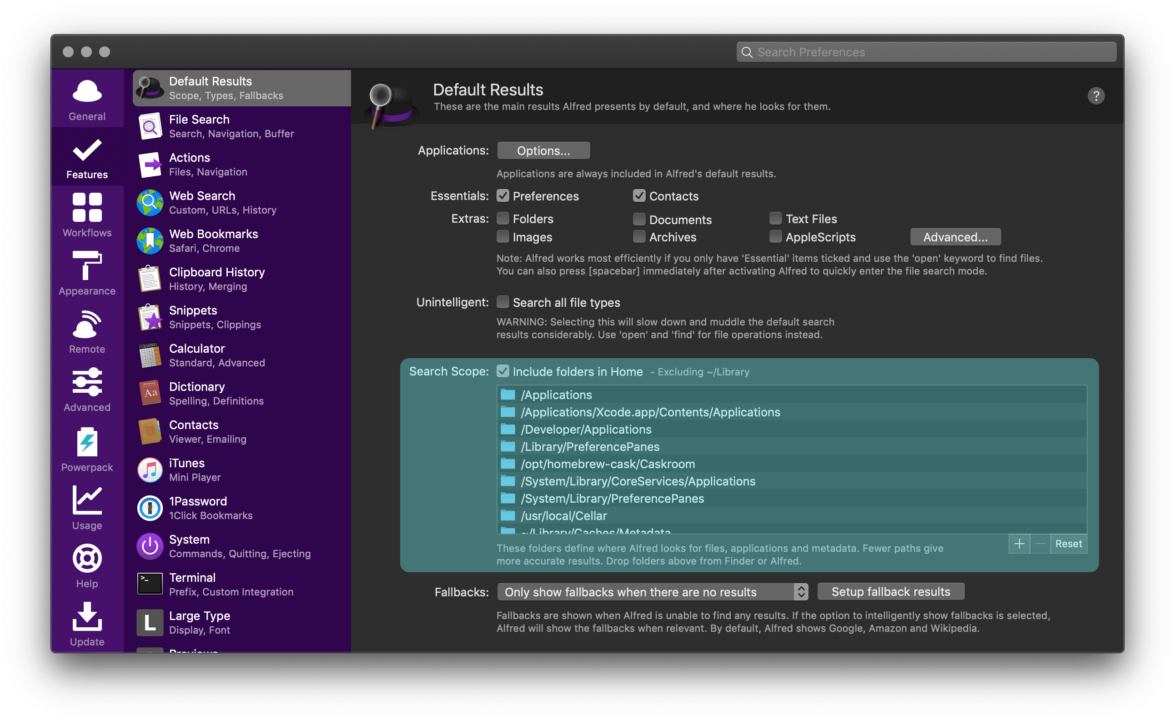 Search Preferences
General
Features
Workflows
Appearance
Remote
Advanced
Powerpack
Usage
Help
Update
Default Results
Scope, Types, Fallbacks
File Search
Search, Navigation, Buffer
Actions
Files, Navigation
Web Search
Custom, URLs, History
Web Bookmarks
Safari, Chrome
Clipboard History
History, Merging
Snippets
Snippets, Clippings
Calculator
Standard, Advanced
Dictionary
Spelling, Definitions
Aa
Contacts
Viewer, Emailing
iTunes
Mini Player
1Password
1Click Bookmarks
System
Commands, Quitting, Ejecting
Terminal
Prefix, Custom Integration
L
Large Type
Display, Font
Previews
Default Results
These are the main results Alfred presents by default, and where he looks for them.
?
Applications: Options...
Applications are always included in Alfred's default results.
Essentials: Preferences Contacts
Extras: Folders Documents Text Files
Images Archives AppleScripts Advanced...
Note: Alfred works most efficiently if you only have 'Essential' items ticked and use the 'open' keyword to find files.
You can also press [spacebar] immediately after activating Alfred to quickly enter the file search mode.
Unintelligent: Search all file types
WARNING: Selecting this will slow down and muddle the default search
results considerably. Use 'open' and 'find' for file operations instead.
Search Scope: Include folders in Home - Excluding ~/Library
/Applications
/Applications/Xcode.app/Contents/Applications
/Developer/Applications
/Library/PreferencePanes
/opt/homebrew-cask/Caskroom
/System/Library/CoreServices/Applications
/System/Library/PreferencePanes
/usr/local/Cellar
~/Library/Caches/Metadata
These folders define where Alfred looks for files, applications and metadata. Fewer paths give
more accurate results. Drop folders above from Finder or Alfred.
+ − Reset
Fallbacks: Only show fallbacks when there are no results Setup fallback results
Fallbacks are shown when Alfred is unable to find any results. If the option to intelligently show fallbacks is selected,
Alfred will show the fallbacks when relevant. By default, Alfred shows Google, Amazon and Wikipedia.